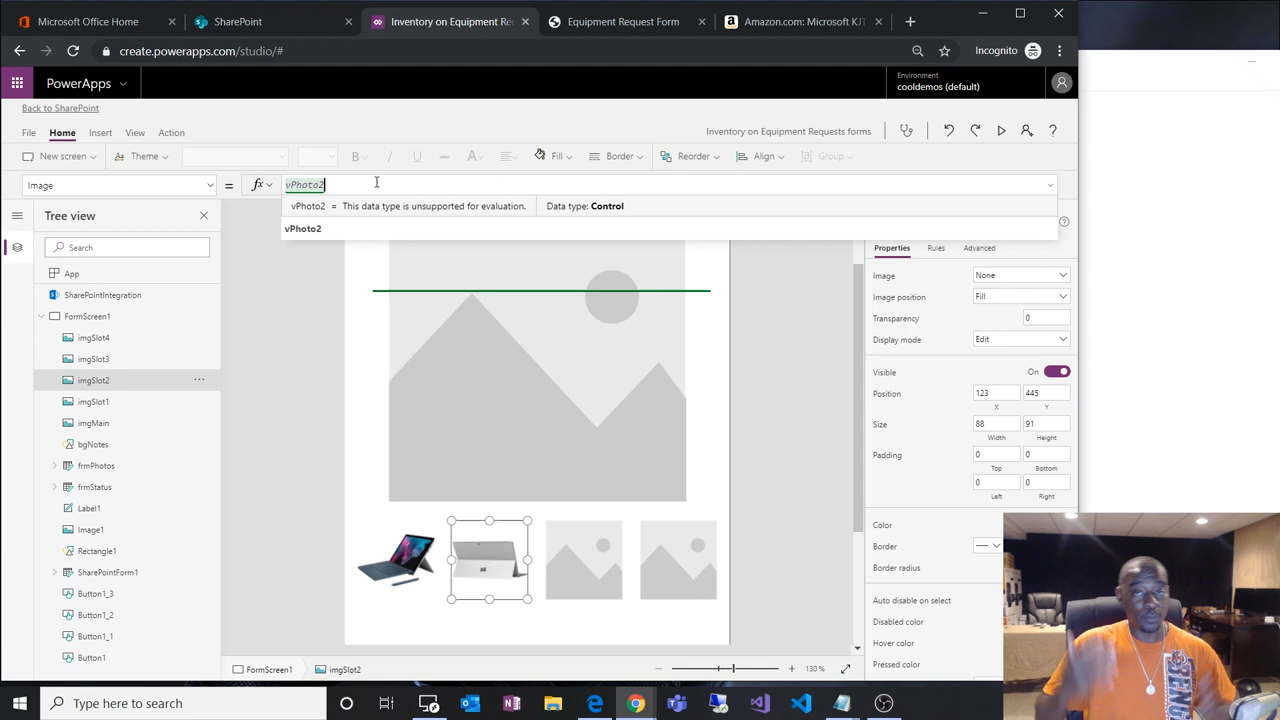 Microsoft Office Home
SharePoint
Inventory on Equipment Re
Equipment Request Form
Amazon.com: Microsoft KJT
create.powerapps.com/studio/#
Incognito
PowerApps
Environment
cooldemos (default)
Back to SharePoint
File Home Insert View Action
Inventory on Equipment Requests forms
New screen
Theme
B
I
U
abc
A
Fill
Border
Reorder
Align
Group
Image
=
fx
vPhoto2
vPhoto2 = This data type is unsupported for evaluation.
Data type: Control
vPhoto2
Tree view
Search
App
SharePointIntegration
FormScreen1
imgSlot4
imgSlot3
imgSlot2
imgSlot1
imgMain
bgNotes
frmPhotos
frmStatus
Label1
Image1
Rectangle1
SharePointForm1
Button1_3
Button1_2
Button1_1
Button1
Properties Rules Advanced
Image None
Image position Fill
Transparency 0
Display mode Edit
Visible On
Position 123 445
X Y
Size 88 91
Width Height
Padding 0 0
Top Bottom
0 0
Left Right
Color
Border
Border radius
Auto disable on select
Disabled color
Hover color
Pressed color
FormScreen1
imgSlot2
130 %
Type here to search